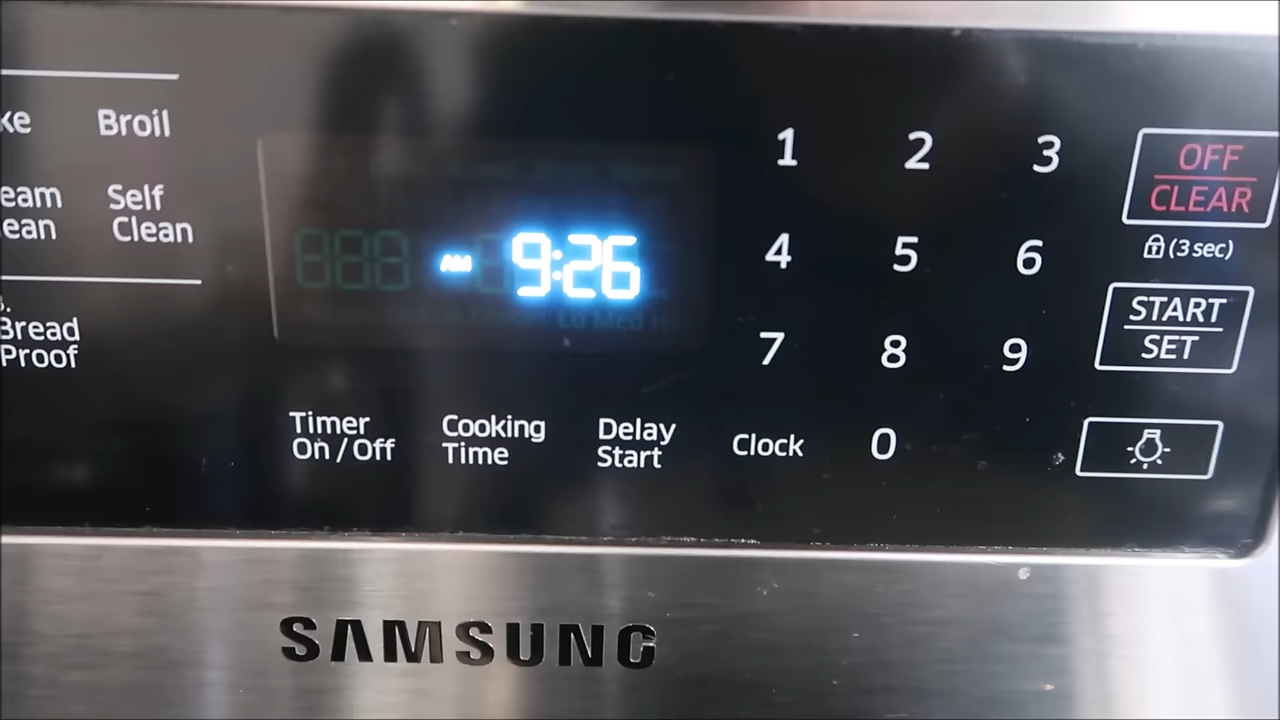 ke Broil
eam
ean
Self
Clean
Bread
Proof
AM 9:26
1 2 3
4 5 6
7 8 9
0
OFF
CLEAR
(3 sec)
START
SET
Timer
On / Off
Cooking
Time
Delay
Start
Clock
SAMSUNG